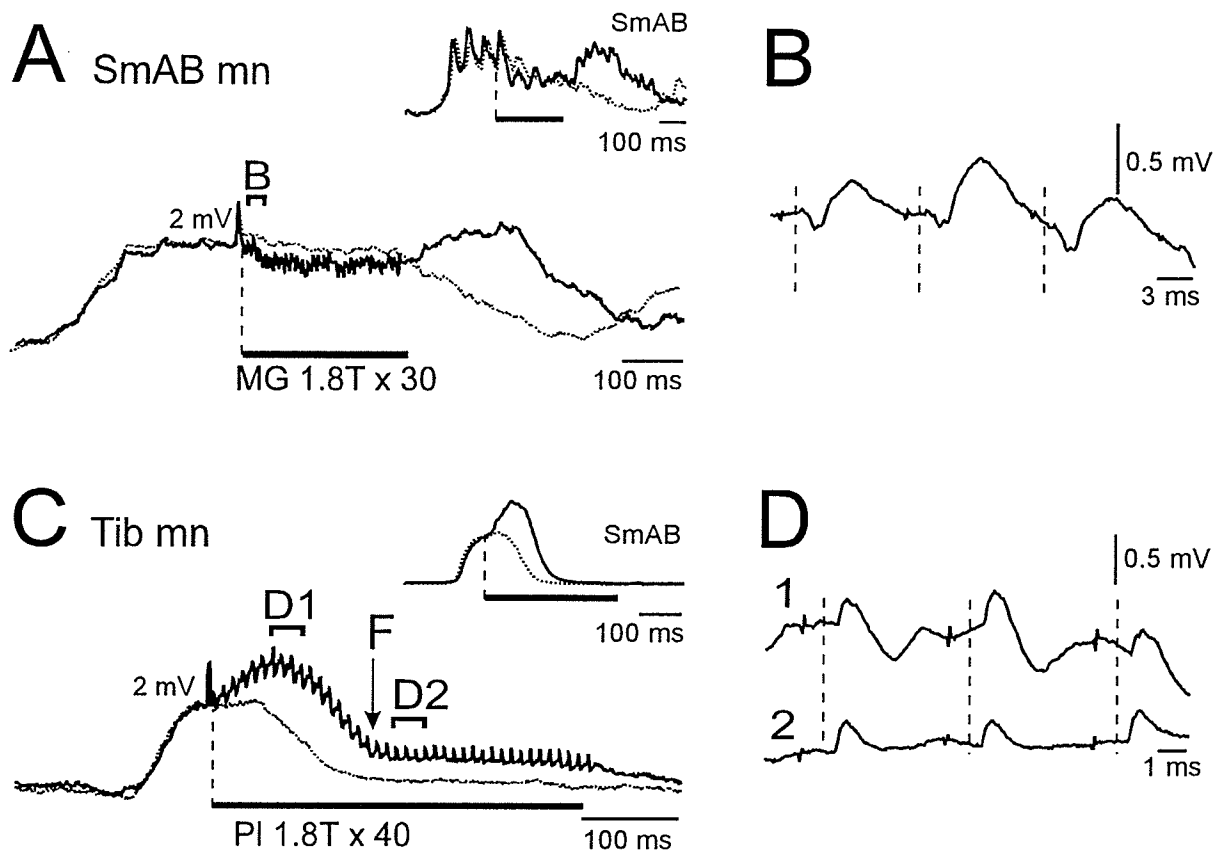 A SmAB mn
SmAB
100 ms
B
2 mV
100 ms
MG 1.8T x 30
B
0.5 mV
3 ms
C Tib mn
SmAB
100 ms
D1
F
D2
2 mV
100 ms
Pl 1.8T x 40
D
0.5 mV
1
2
1 ms